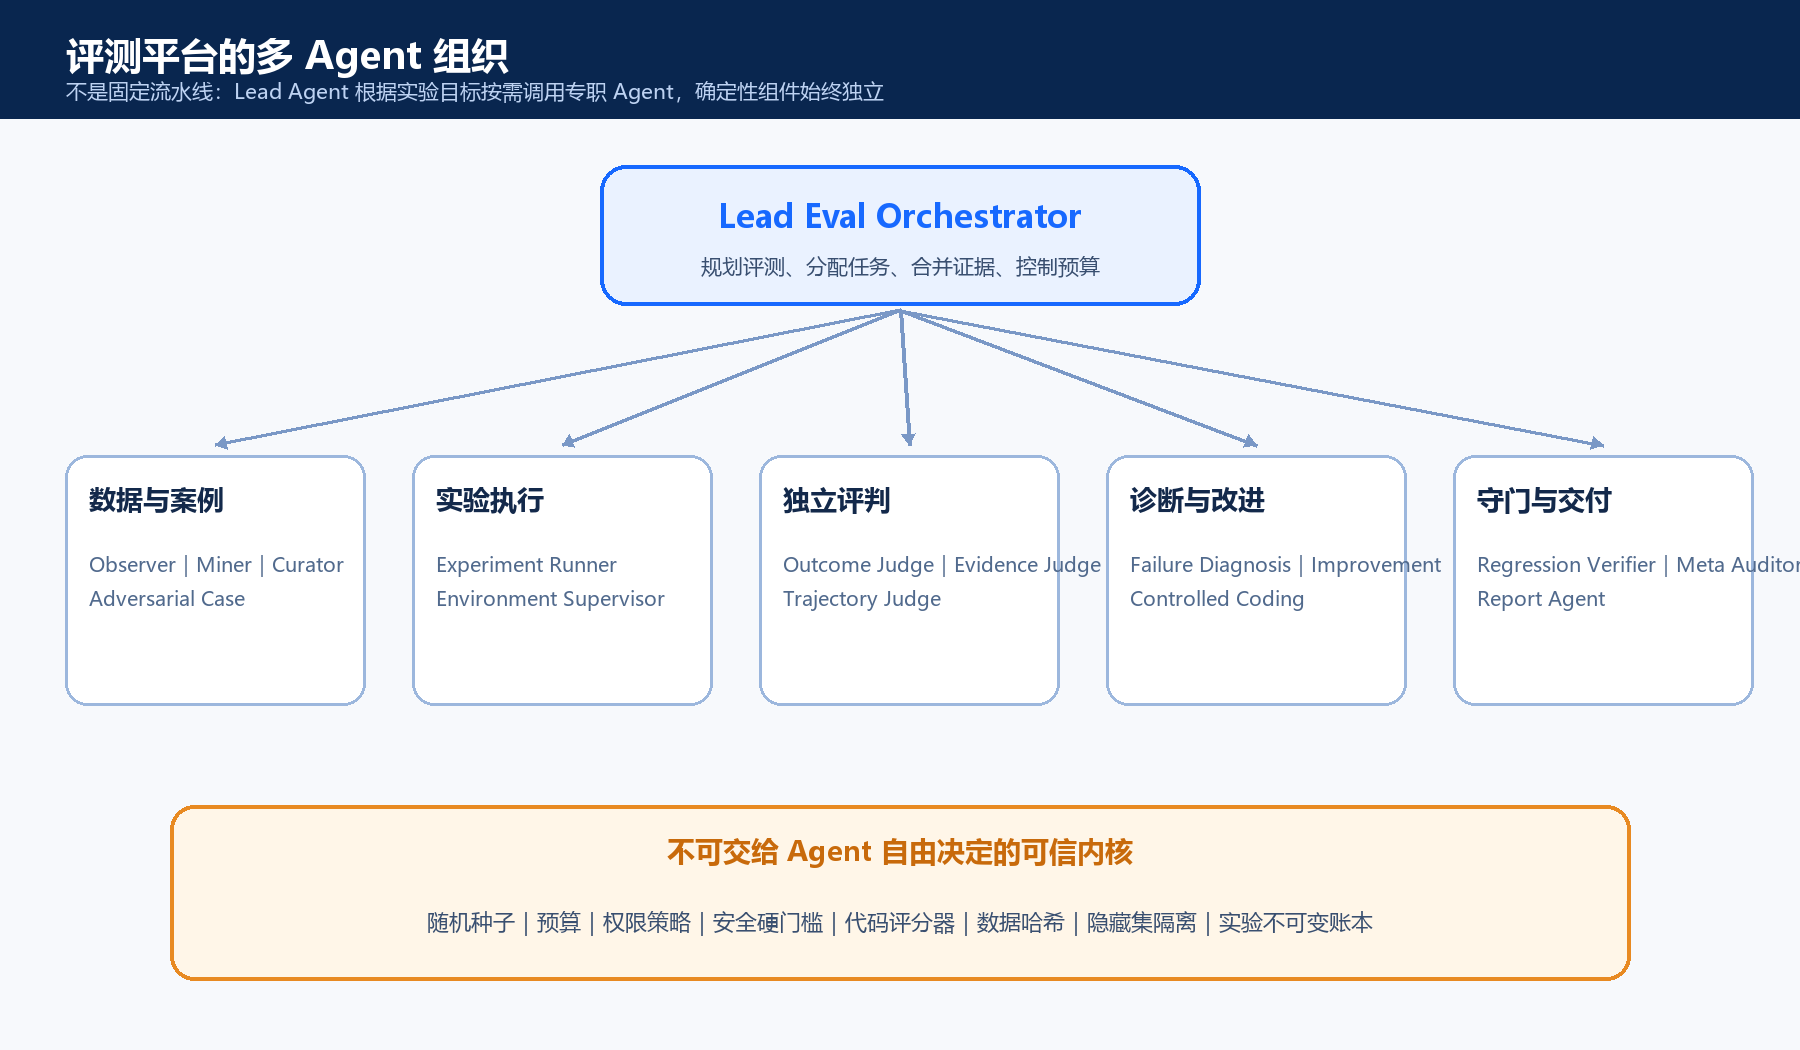 评测平台的多 Agent 组织
不是固定流水线：Lead Agent 根据实验目标按需调用专职 Agent，确定性组件始终独立
Lead Eval Orchestrator
规划评测、分配任务、合并证据、控制预算
数据与案例
Observer｜Miner｜Curator
Adversarial Case
实验执行
Experiment Runner
Environment Supervisor
独立评判
Outcome Judge｜Evidence Judge
Trajectory Judge
诊断与改进
Failure Diagnosis｜Improvement
Controlled Coding
守门与交付
Regression Verifier｜Meta Auditor
Report Agent
不可交给 Agent 自由决定的可信内核
随机种子｜预算｜权限策略｜安全硬门槛｜代码评分器｜数据哈希｜隐藏集隔离｜实验不可变账本